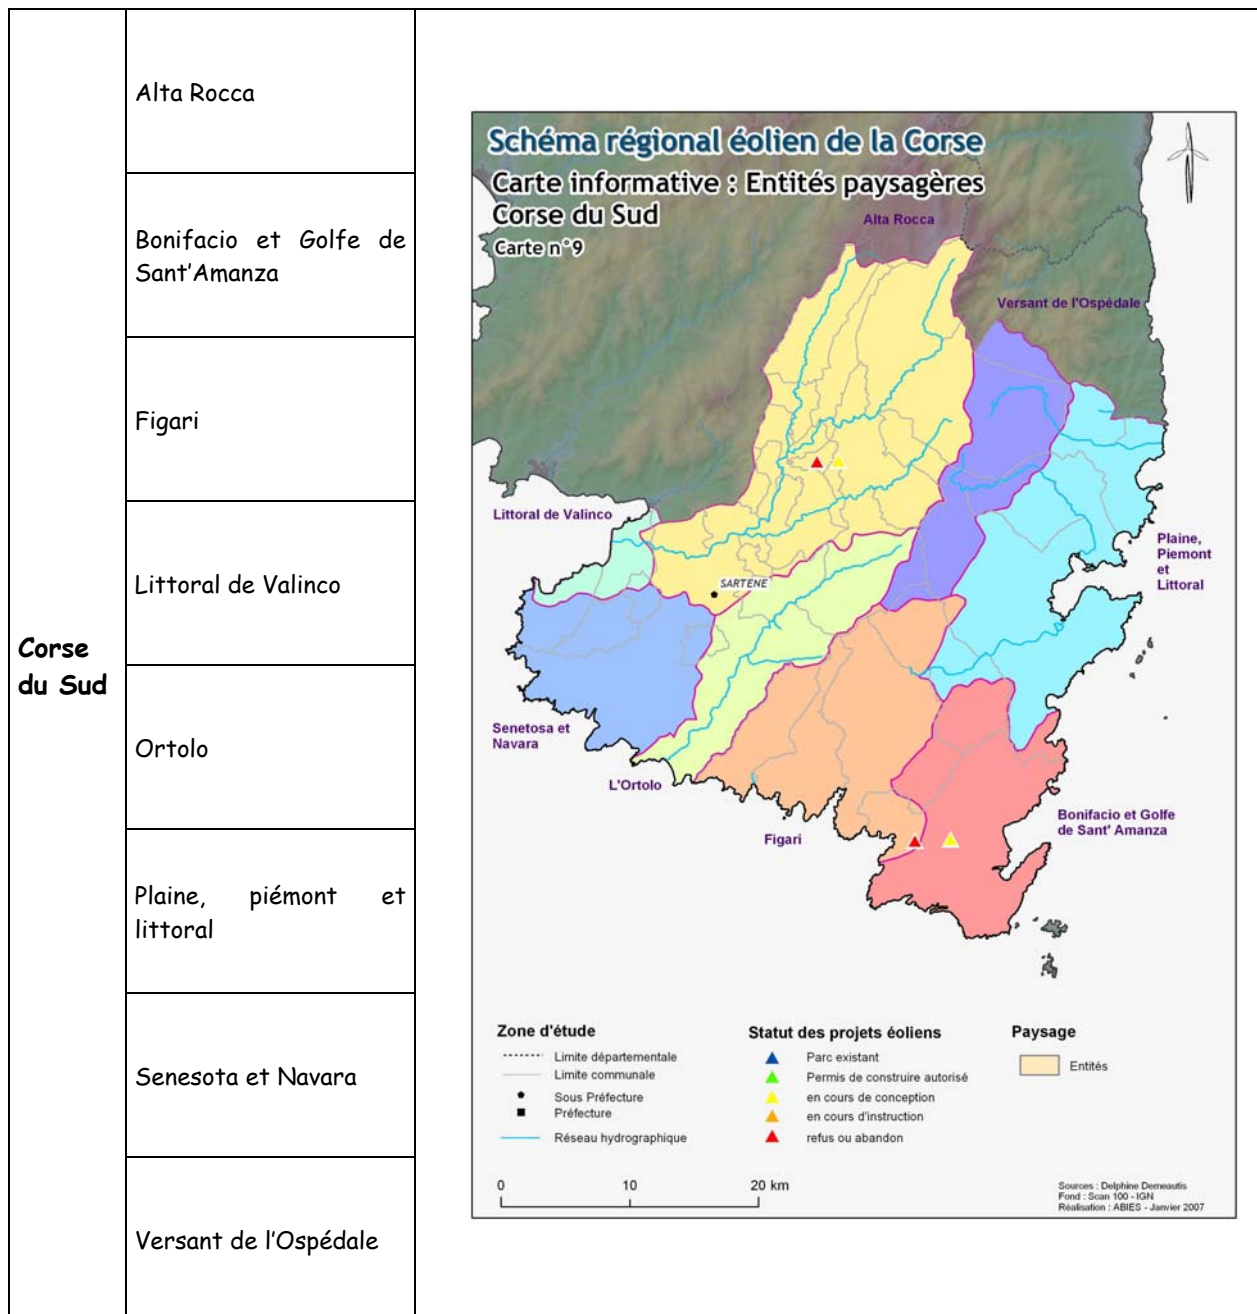 Corse
du Sud
Alta Rocca
Bonifacio et Golfe de
Sant'Amanza
Figari
Littoral de Valinco
Ortolo
Plaine, piémont et
littoral
Senesota et Navara
Versant de l'Ospédale
Schéma régional éolien de la Corse
Carte informative : Entités paysagères
Corse du Sud
Carte n°9
Alta Rocca
Versant de l'Ospédale
Littoral de Valinco
Plaine,
Piemont
et
Littoral
SARTENE
Senetosa et
Navara
L'Ortolo
Figari
Bonifacio et Golfe
de Sant' Amanza
Zone d'étude
Limite départementale
Limite communale
Sous Préfecture
Préfecture
Réseau hydrographique
Statut des projets éoliens
Parc existant
Permis de construire autorisé
en cours de conception
en cours d'instruction
refus ou abandon
Paysage
Entités
0 10 20 km
Sources : Delphine Demeautis
Fond : Scan 100 - IGN
Réalisation : ABIES - Janvier 2007